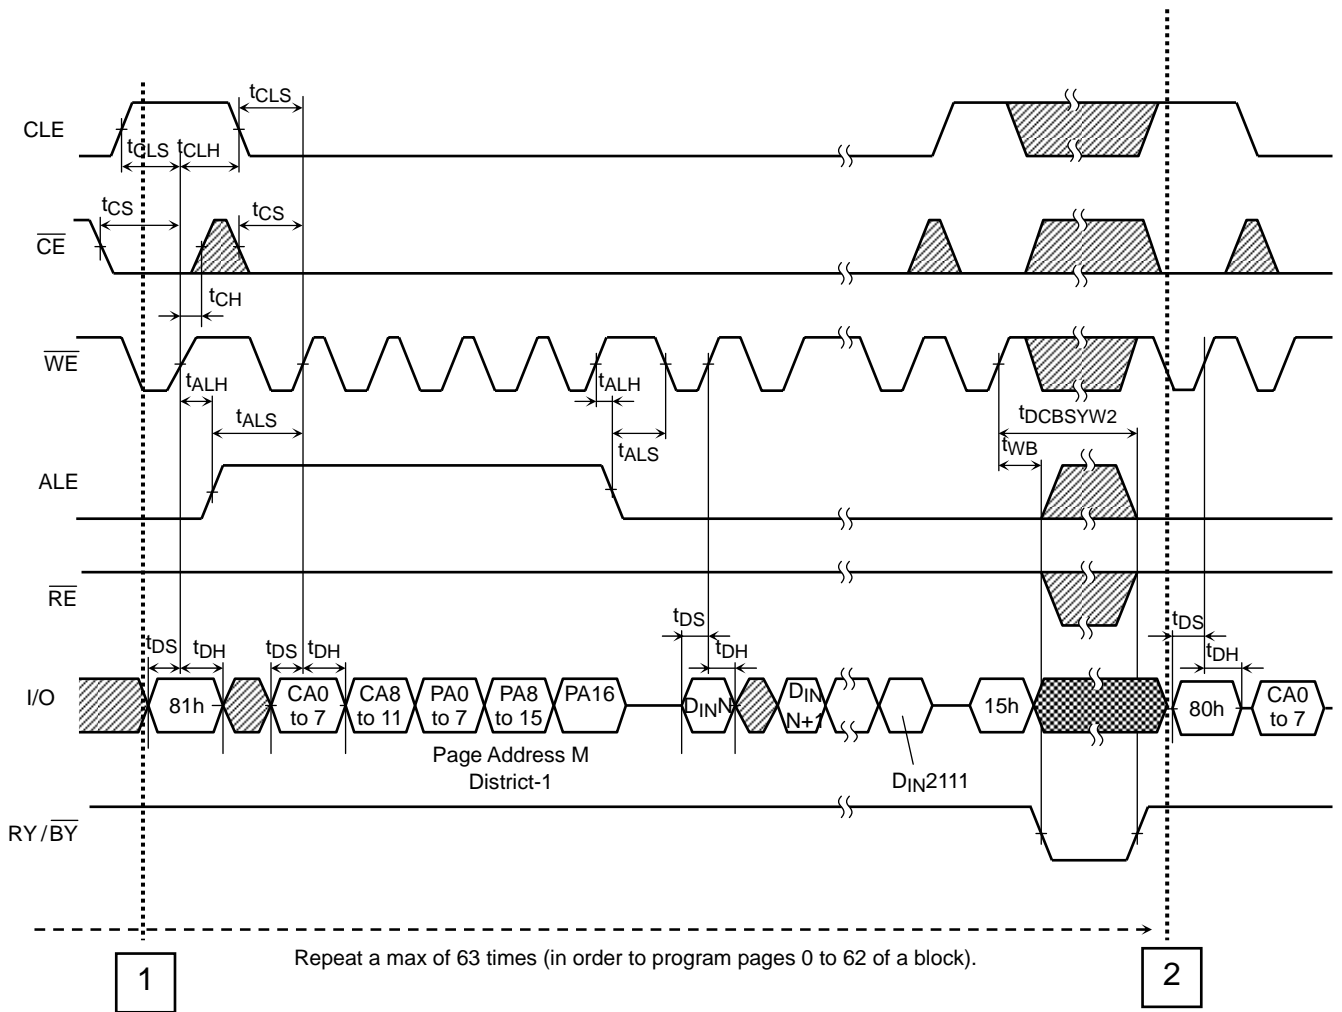 tCLS
CLE
tCLS tCLH
tCS
tCS
CE
tCH
WE
tALH
tALH
tDCBSYW2
tALS
tALS
tWB
ALE
RE
tDS
tDH
tDS
tDH
tDS
tDH
tDS
tDH
I/O
81h
CA0 to 7
CA8 to 11
PA0 to 7
PA8 to 15
PA16
DINN
DIN N+1
15h
80h
CA0 to 7
Page Address M
District-1
DIN2111
RY/BY
Repeat a max of 63 times (in order to program pages 0 to 62 of a block).
1
2